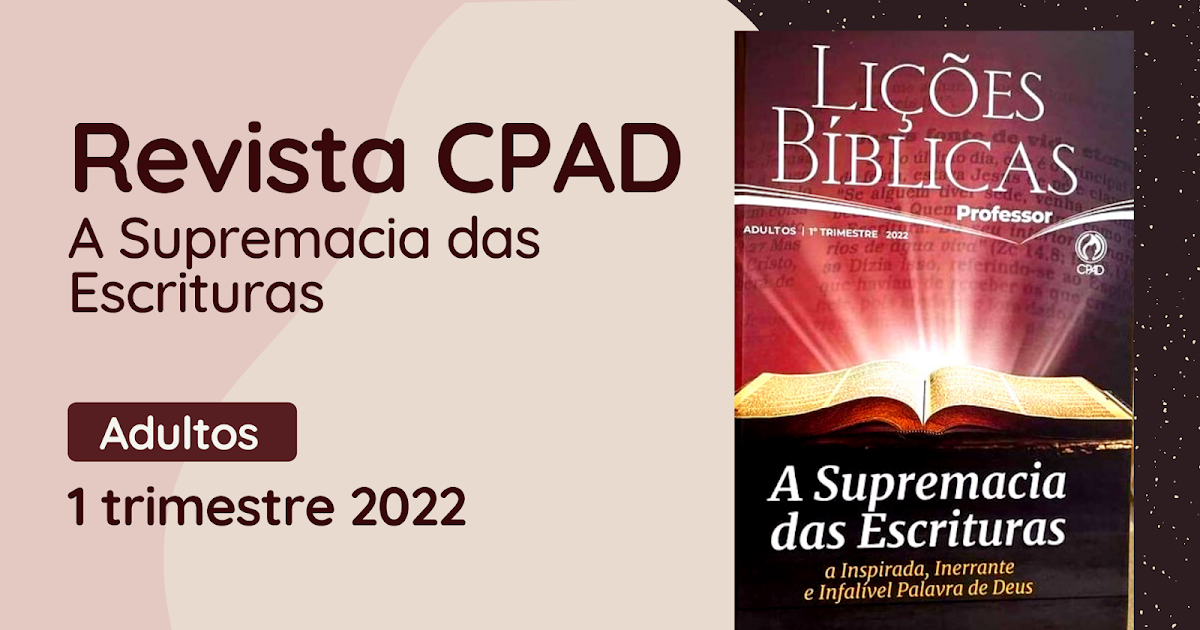 Revista CPAD
A Supremacia das
Escrituras
Adultos
1 trimestre 2022
LIÇÕES
BÍBLICAS
Professor
ADULTOS | 1º TRIMESTRE 2022
CPAD
A Supremacia
das Escrituras
a Inspirada, Inerrante
e Infalível Palavra de Deus